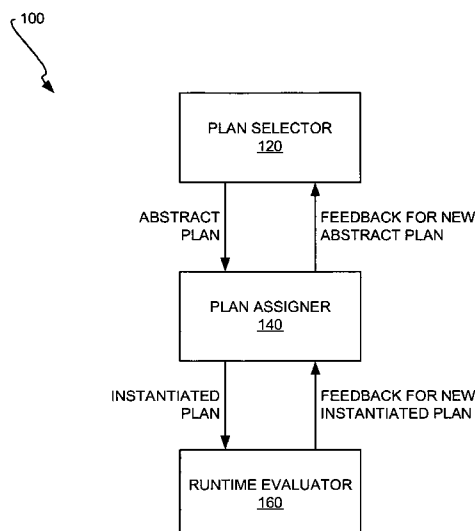 100
PLAN SELECTOR
120
ABSTRACT
PLAN
FEEDBACK FOR NEW
ABSTRACT PLAN
PLAN ASSIGNER
140
INSTANTIATED
PLAN
FEEDBACK FOR NEW
INSTANTIATED PLAN
RUNTIME EVALUATOR
160